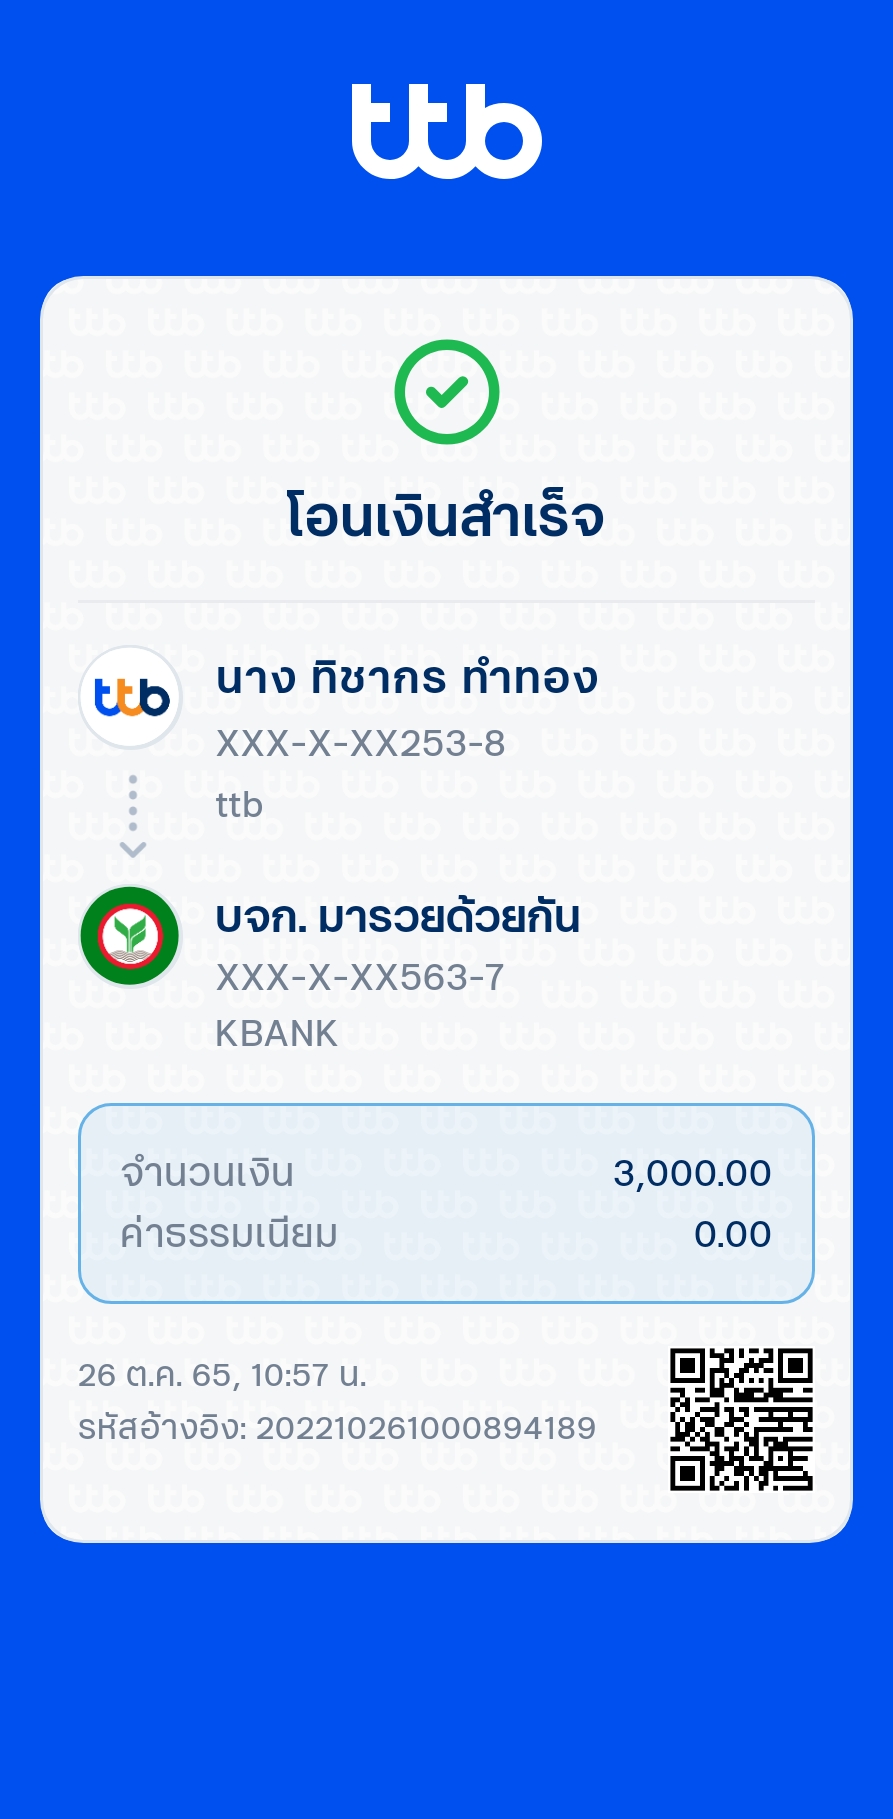 ttb
โอนเงินสำเร็จ
ttb
นาง ทิชากร ทำทอง
XXX-X-XX253-8
ttb
บจก. มารวยด้วยกัน
XXX-X-XX563-7
KBANK
จำนวนเงิน 3,000.00
ค่าธรรมเนียม 0.00
26 ต.ค. 65, 10:57 น.
รหัสอ้างอิง: 202210261000894189